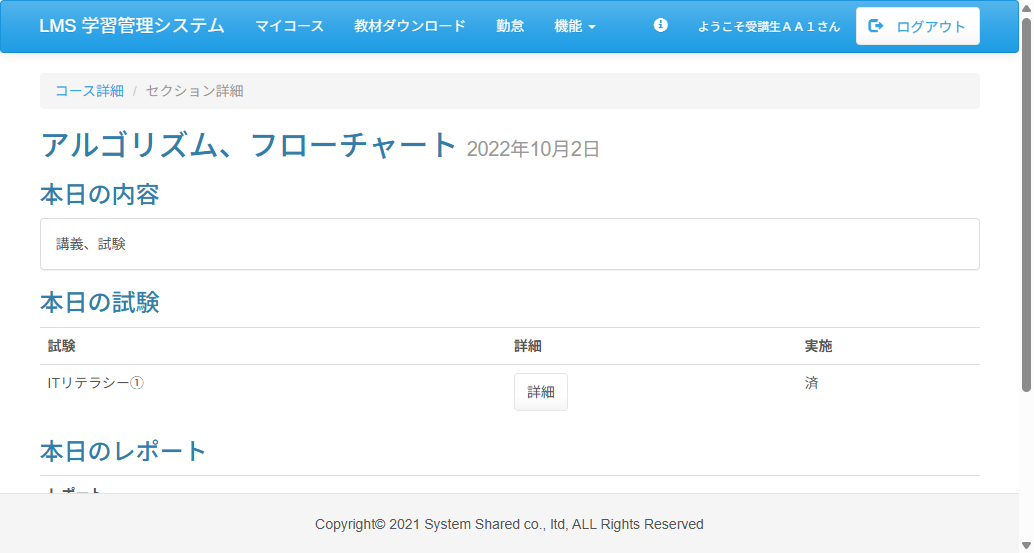 LMS 学習管理システム マイコース 教材ダウンロード 勤怠 機能 ようこそ受講生ＡＡ１さん ログアウト
コース詳細 / セクション詳細
アルゴリズム、フローチャート 2022年10月2日
本日の内容
講義、試験
本日の試験
試験 詳細 実施
ITリテラシー① 詳細 済
本日のレポート
レポート
Copyright© 2021 System Shared co., ltd, ALL Rights Reserved